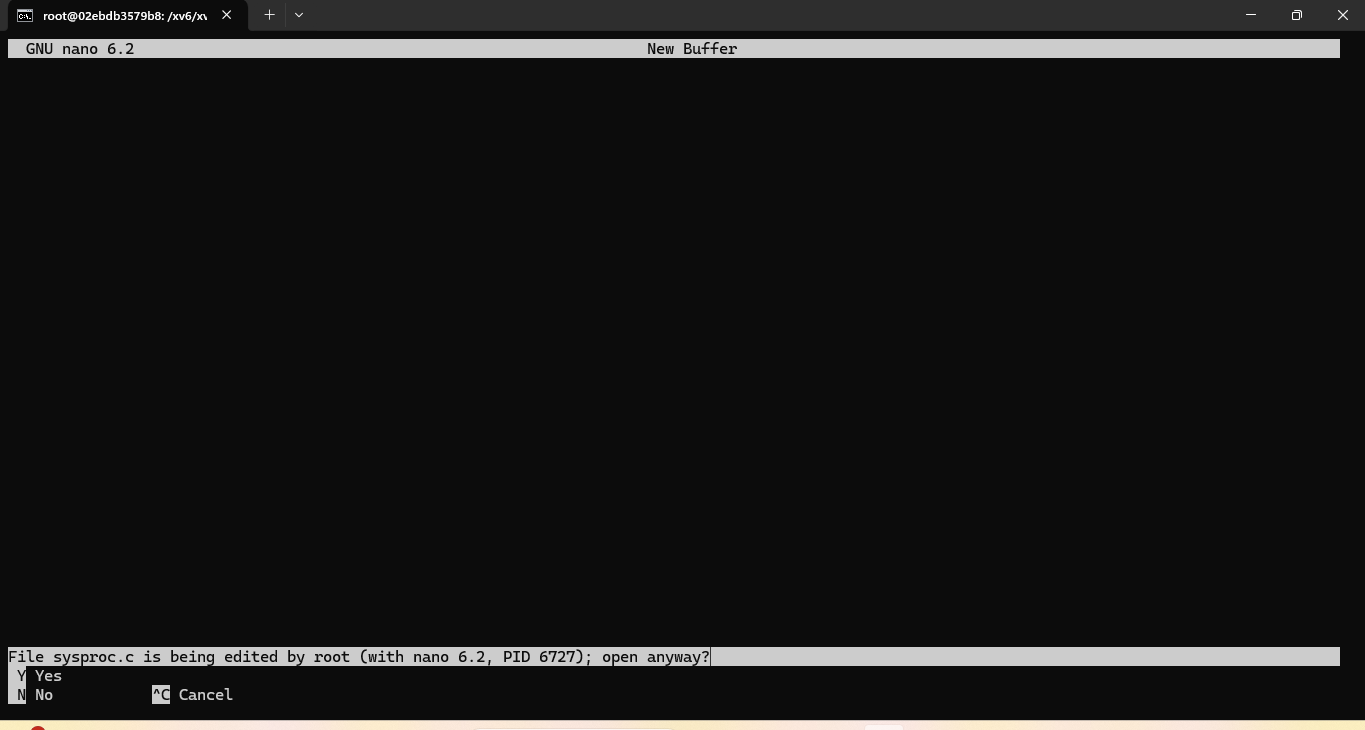 root@02ebdb3579b8: /xv6/xv
GNU nano 6.2 New Buffer
File sysproc.c is being edited by root (with nano 6.2, PID 6727); open anyway?
Y Yes
N No ^C Cancel